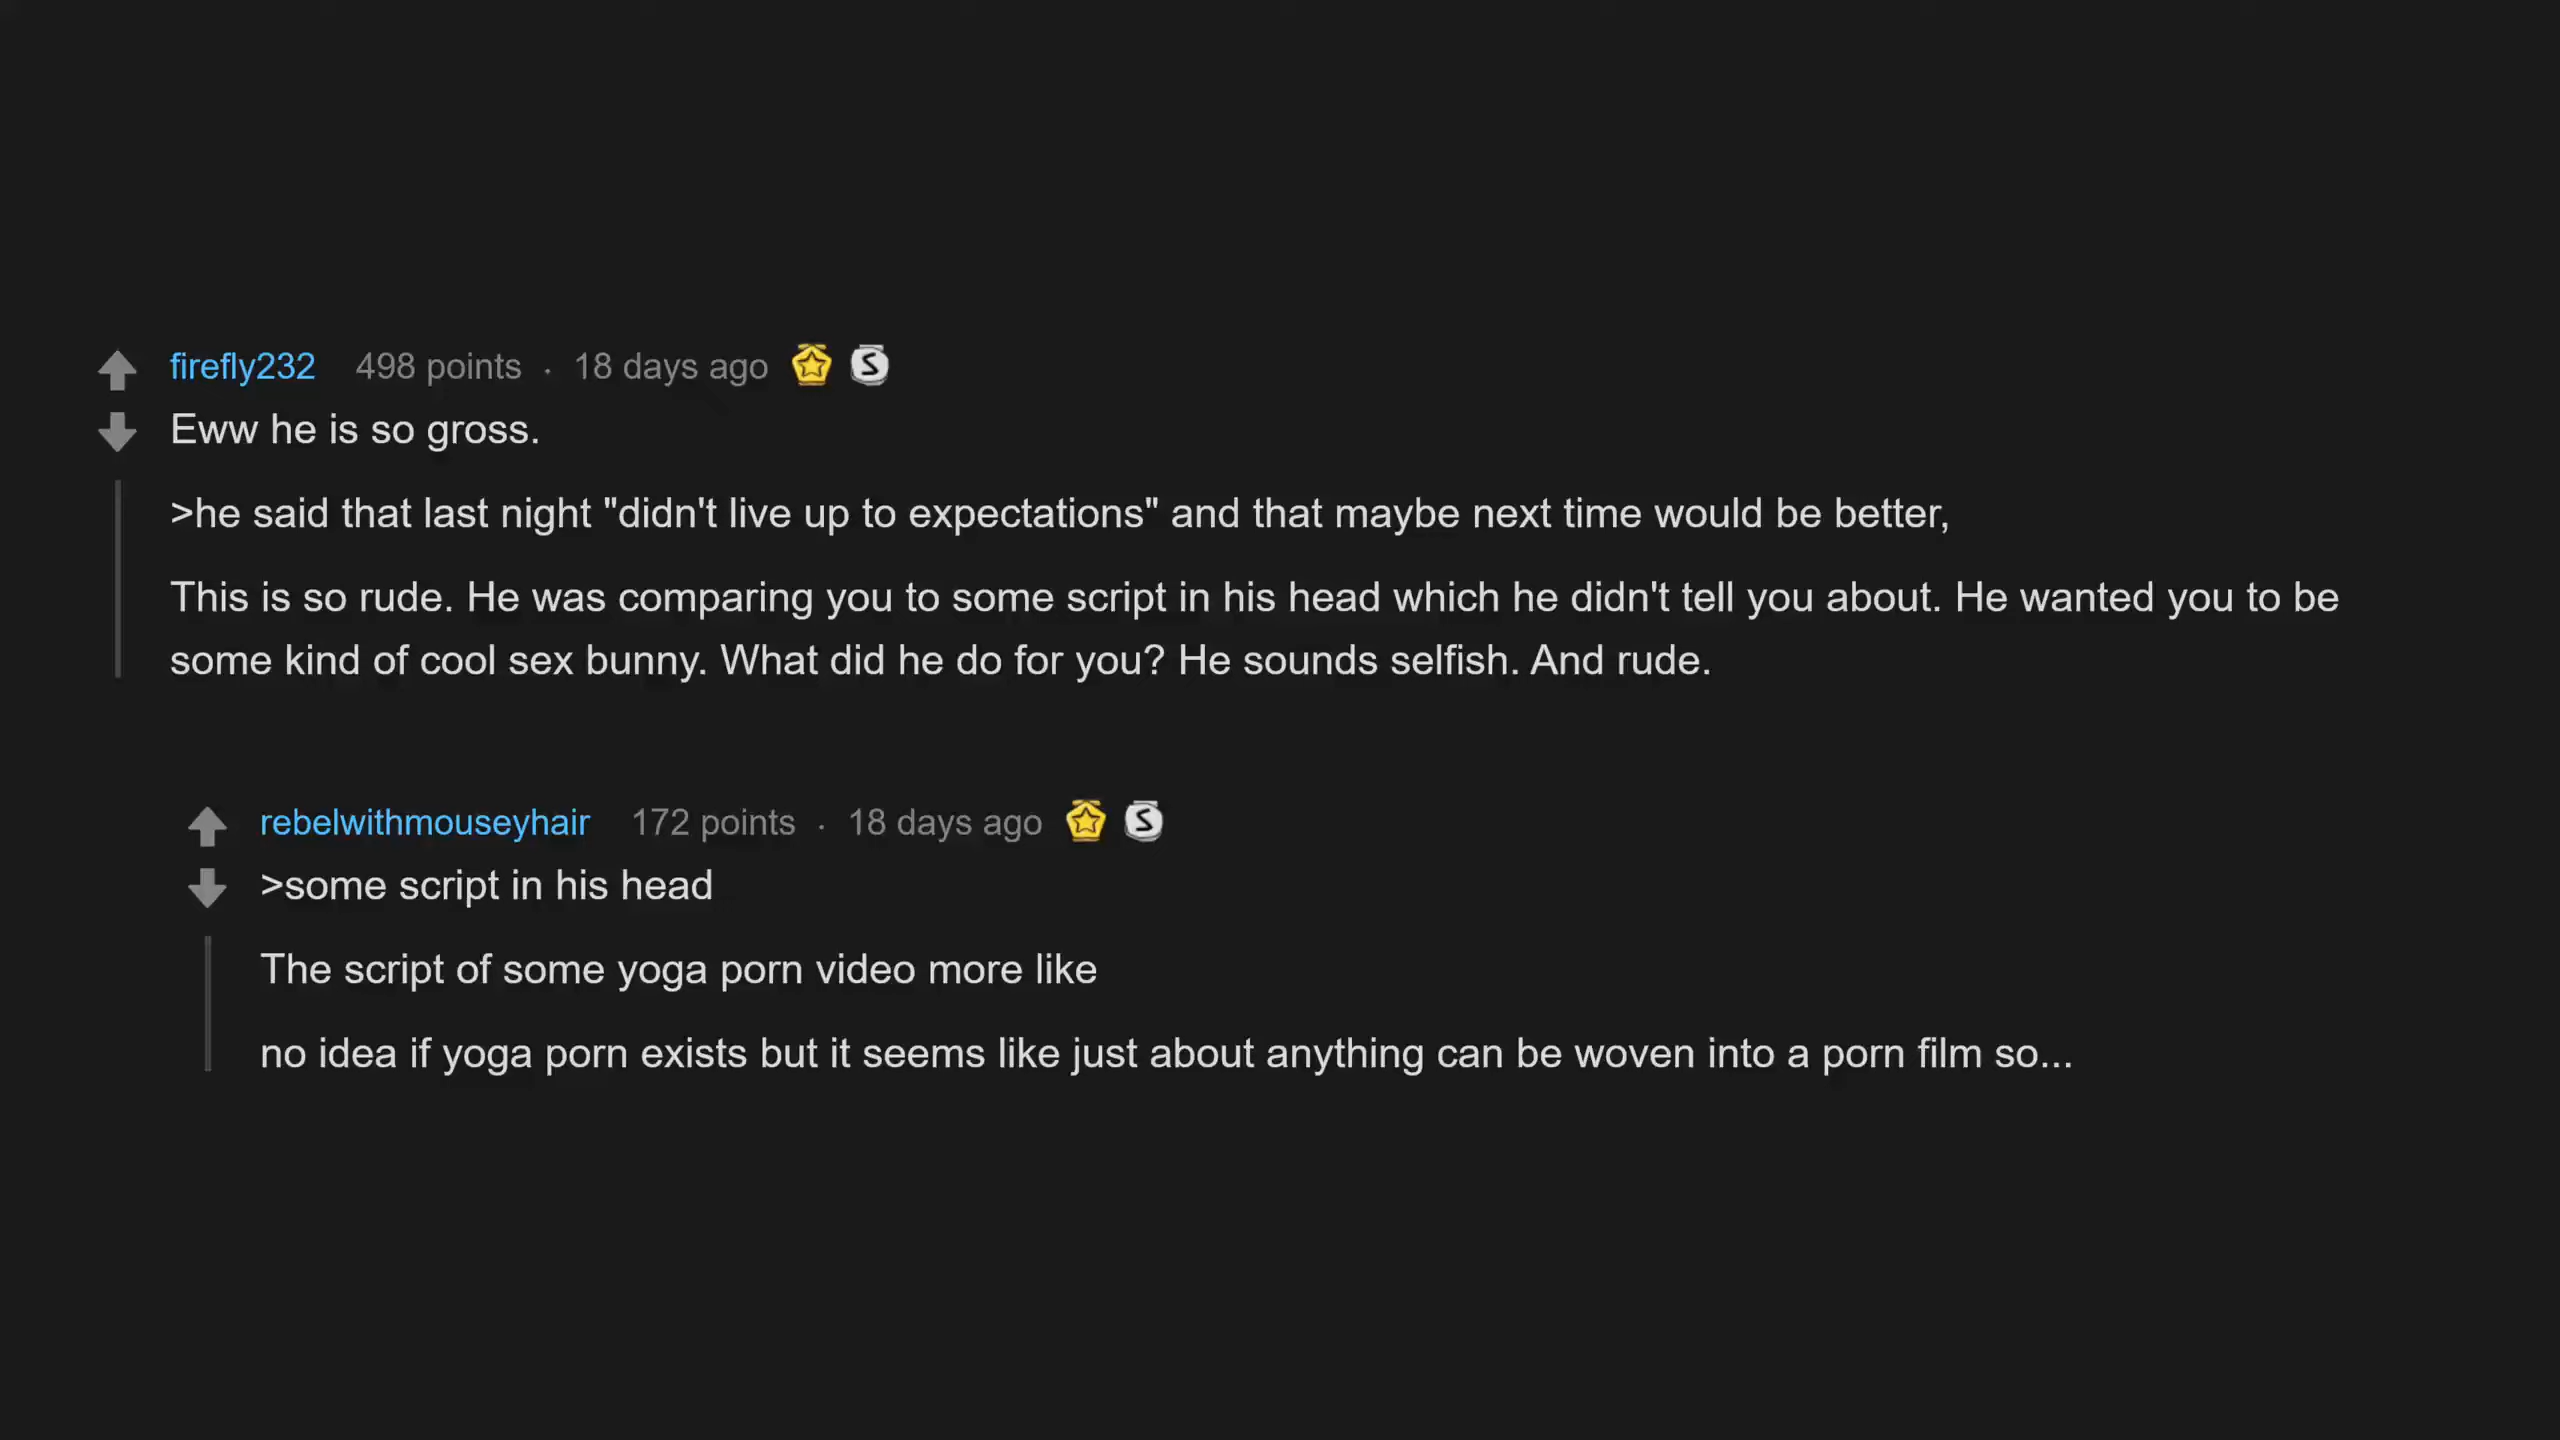 firefly232 498 points · 18 days ago
Eww he is so gross.
>he said that last night "didn't live up to expectations" and that maybe next time would be better,
This is so rude. He was comparing you to some script in his head which he didn't tell you about. He wanted you to be
some kind of cool sex bunny. What did he do for you? He sounds selfish. And rude.
rebelwithmouseyhair 172 points · 18 days ago
>some script in his head
The script of some yoga porn video more like
no idea if yoga porn exists but it seems like just about anything can be woven into a porn film so...